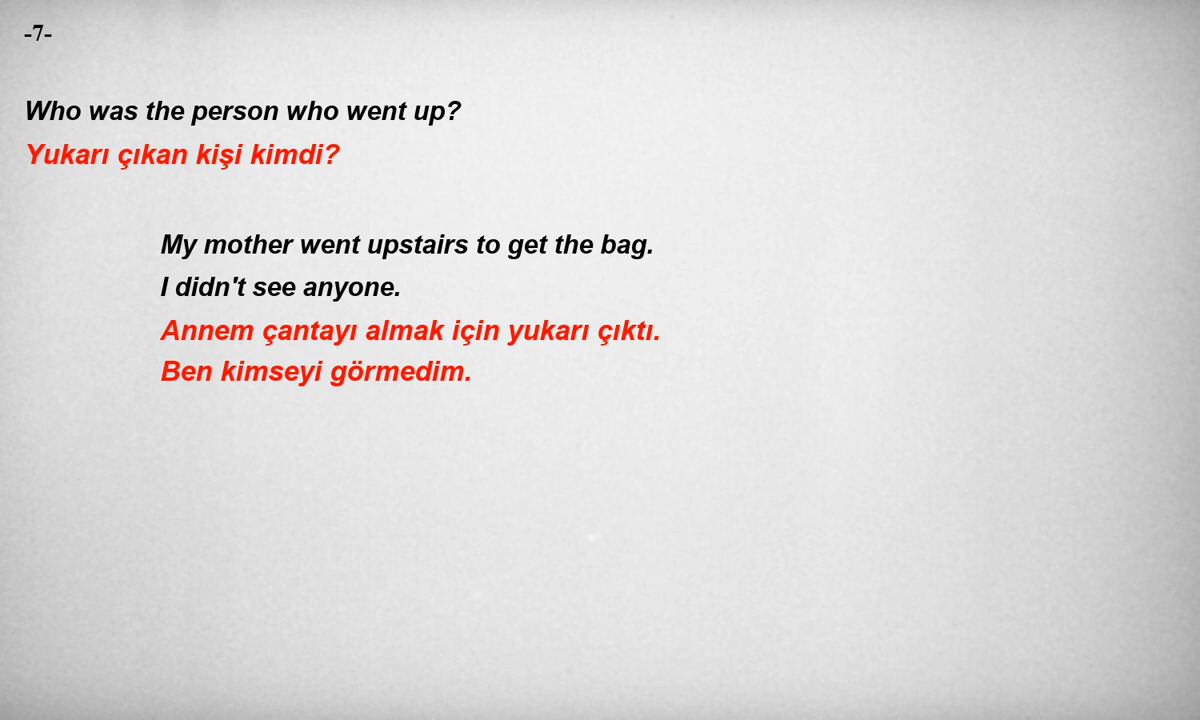 -7-
Who was the person who went up?
Yukarı çıkan kişi kimdi?
My mother went upstairs to get the bag.
I didn't see anyone.
Annem çantayı almak için yukarı çıktı.
Ben kimseyi görmedim.